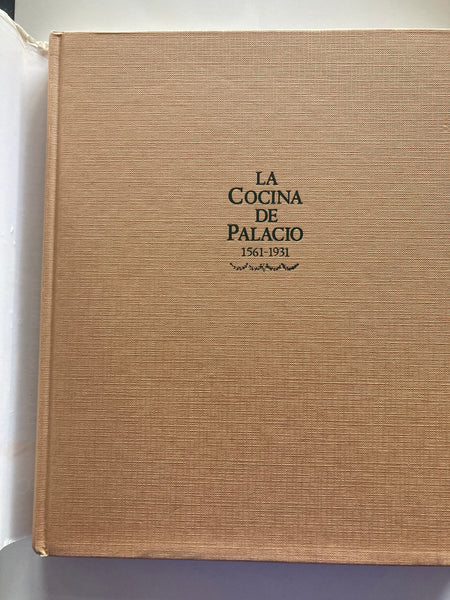 LA
COCINA
DE
PALACIO
1561-1931